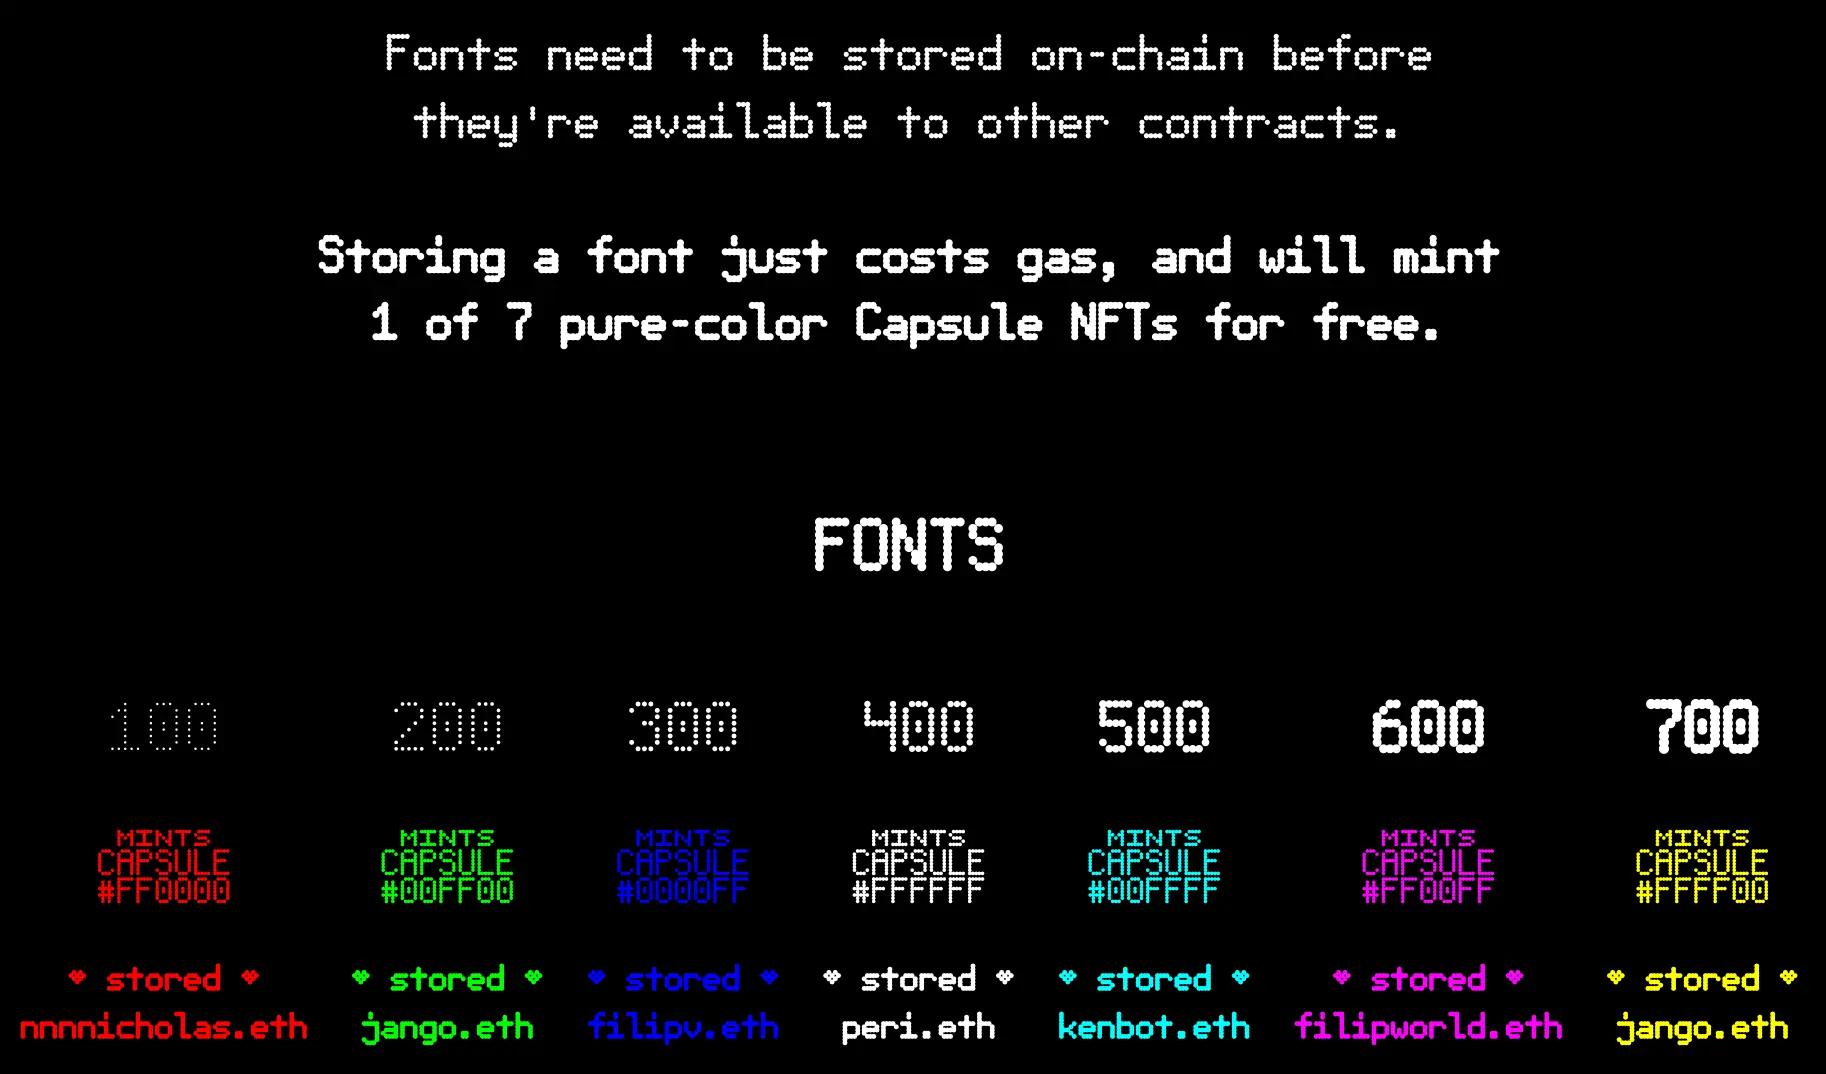 Fonts need to be stored on-chain before
they're available to other contracts.
Storing a font just costs gas, and will mint
1 of 7 pure-color Capsule NFTs for free.
FONTS
100 200 300 400 500 600 700
MINTS MINTS MINTS MINTS MINTS MINTS MINTS
CAPSULE CAPSULE CAPSULE CAPSULE CAPSULE CAPSULE CAPSULE
#FF0000 #00FF00 #0000FF #FFFFFF #00FFFF #FF00FF #FFFF00
♥ stored ♥ ♥ stored ♥ ♥ stored ♥ ♥ stored ♥ ♥ stored ♥ ♥ stored ♥ ♥ stored ♥
nnnnicholas.eth jango.eth filipv.eth peri.eth kenbot.eth filipworld.eth jango.eth